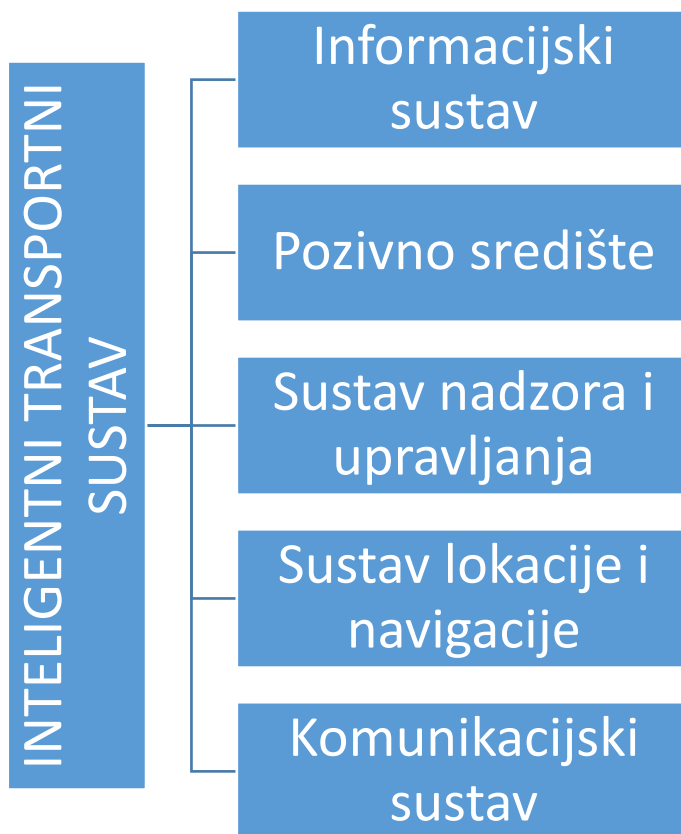 INTELIGENTNI TRANSPORTNI
SUSTAV
Informacijski
sustav
Pozivno središte
Sustav nadzora i
upravljanja
Sustav lokacije i
navigacije
Komunikacijski
sustav